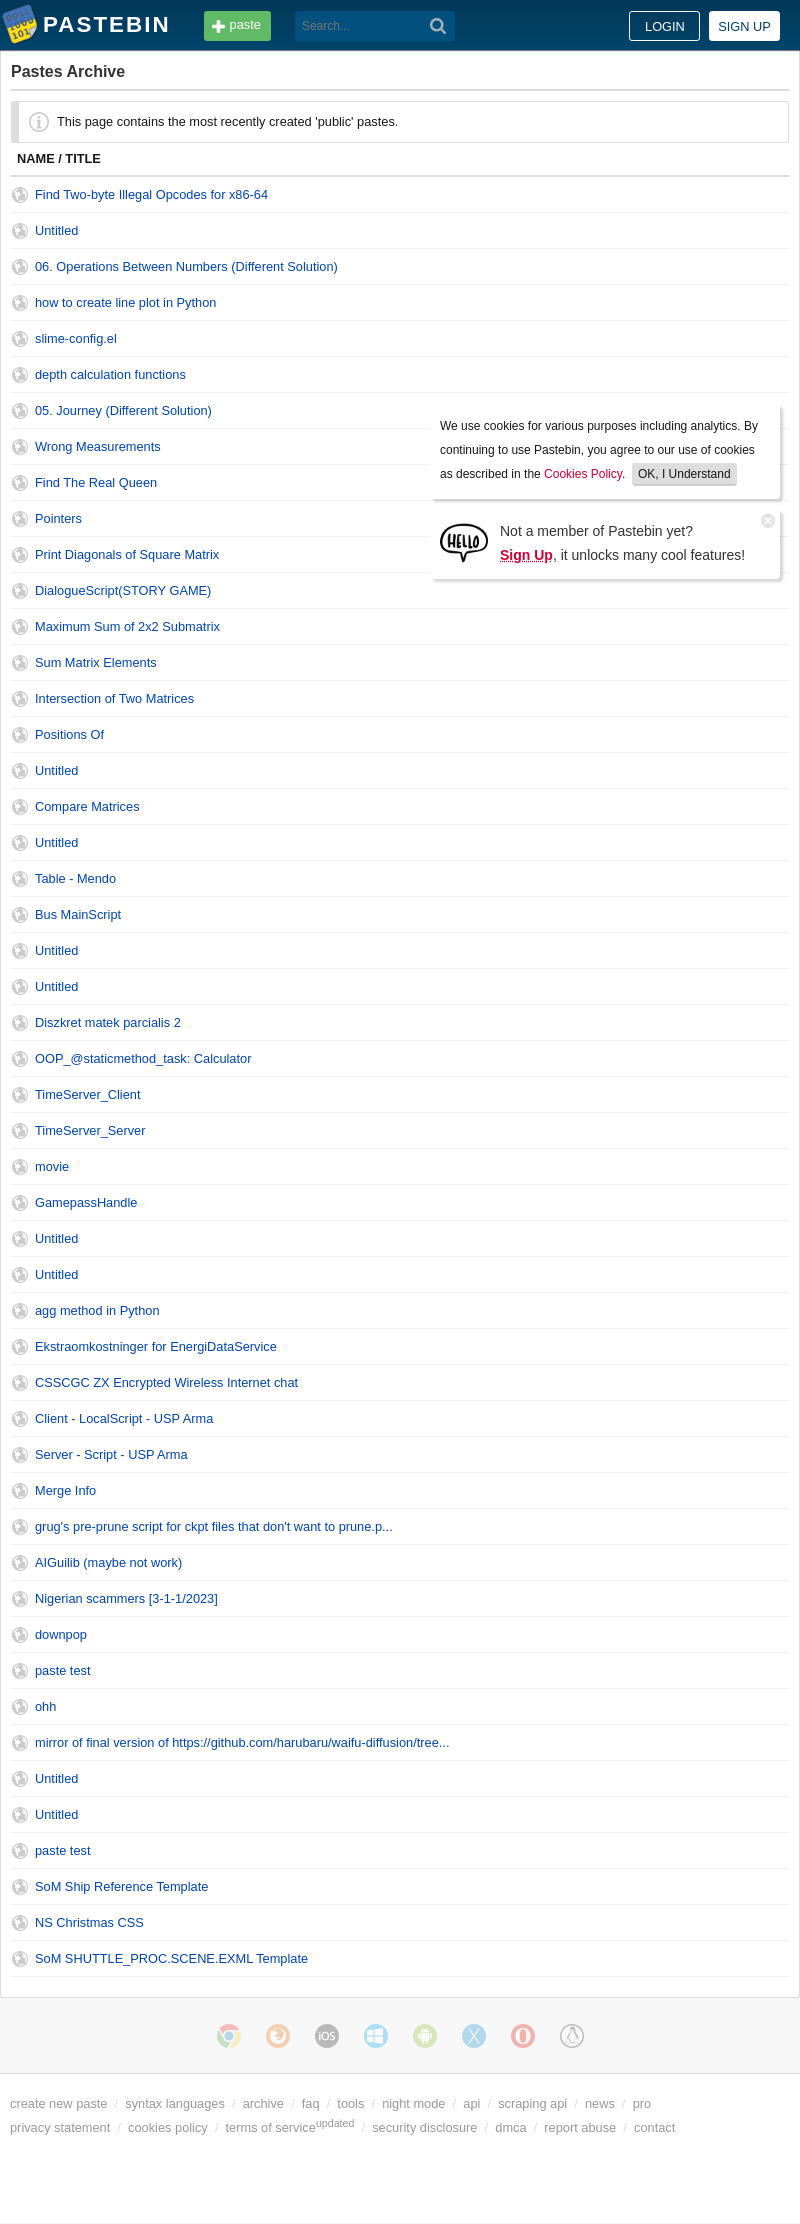 PASTEBIN paste Search... LOGIN SIGN UP
Pastes Archive
This page contains the most recently created 'public' pastes.
NAME / TITLE
Find Two-byte Illegal Opcodes for x86-64
Untitled
06. Operations Between Numbers (Different Solution)
how to create line plot in Python
slime-config.el
depth calculation functions
05. Journey (Different Solution)
Wrong Measurements
Find The Real Queen
Pointers
Print Diagonals of Square Matrix
DialogueScript(STORY GAME)
We use cookies for various purposes including analytics. By
continuing to use Pastebin, you agree to our use of cookies
as described in the Cookies Policy. OK, I Understand
HELLO
Not a member of Pastebin yet?
Sign Up, it unlocks many cool features!
Maximum Sum of 2x2 Submatrix
Sum Matrix Elements
Intersection of Two Matrices
Positions Of
Untitled
Compare Matrices
Untitled
Table - Mendo
Bus MainScript
Untitled
Untitled
Diszkret matek parcialis 2
OOP_@staticmethod_task: Calculator
TimeServer_Client
TimeServer_Server
movie
GamepassHandle
Untitled
Untitled
agg method in Python
Ekstraomkostninger for EnergiDataService
CSSCGC ZX Encrypted Wireless Internet chat
Client - LocalScript - USP Arma
Server - Script - USP Arma
Merge Info
grug's pre-prune script for ckpt files that don't want to prune.p...
AIGuilib (maybe not work)
Nigerian scammers [3-1-1/2023]
downpop
paste test
ohh
mirror of final version of https://github.com/harubaru/waifu-diffusion/tree...
Untitled
Untitled
paste test
SoM Ship Reference Template
NS Christmas CSS
SoM SHUTTLE_PROC.SCENE.EXML Template
iOS
create new paste / syntax languages / archive / faq / tools / night mode / api / scraping api / news / pro
privacy statement / cookies policy / terms of serviceupdated / security disclosure / dmca / report abuse / contact